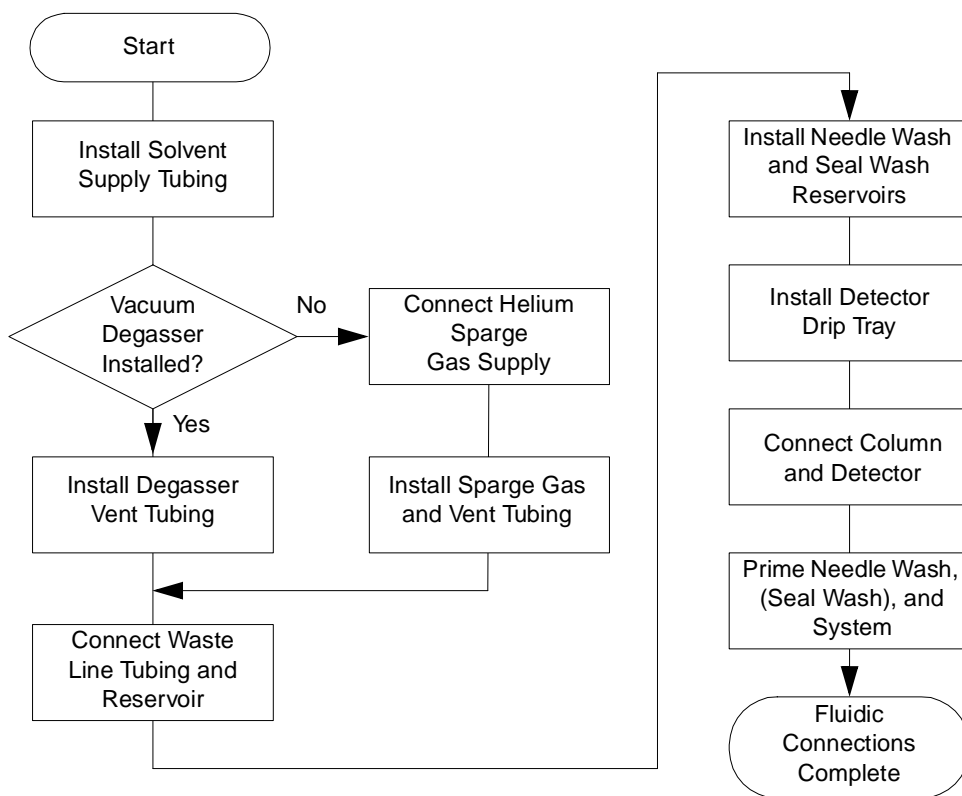 Start
Install Solvent
Supply Tubing
Vacuum
Degasser
Installed?
No
Connect Helium
Sparge
Gas Supply
Yes
Install Degasser
Vent Tubing
Install Sparge Gas
and Vent Tubing
Connect Waste
Line Tubing and
Reservoir
Install Needle Wash
and Seal Wash
Reservoirs
Install Detector
Drip Tray
Connect Column
and Detector
Prime Needle Wash,
(Seal Wash), and
System
Fluidic
Connections
Complete